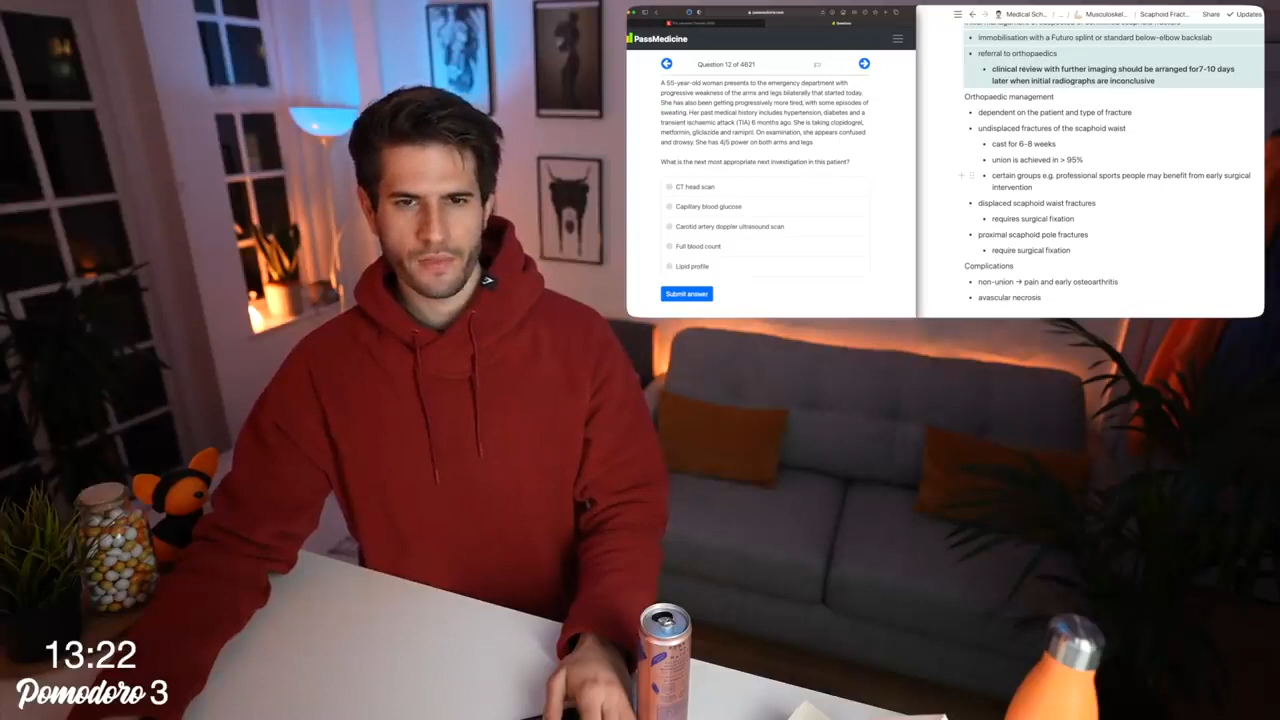 PassMedicine
Question 12 of 4621
A 55-year-old woman presents to the emergency department with
progressive weakness of the arms and legs bilaterally that started today.
She has also been getting progressively more tired, with some episodes of
sweating. Her past medical history includes hypertension, diabetes and a
transient ischaemic attack (TIA) 6 months ago. She is taking clopidogrel,
metformin, gliclazide and ramipril. On examination, she appears confused
and drowsy. She has 4/5 power on both arms and legs.
What is the next most appropriate next investigation in this patient?
CT head scan
Capillary blood glucose
Carotid artery doppler ultrasound scan
Full blood count
Lipid profile
Submit answer
Medical Sch... / ... / Musculoskel... / Scaphoid Fract... Share Updates
immobilisation with a Futuro splint or standard below-elbow backslab
referral to orthopaedics
clinical review with further imaging should be arranged for7-10 days
later when initial radiographs are inconclusive
Orthopaedic management
dependent on the patient and type of fracture
undisplaced fractures of the scaphoid waist
cast for 6-8 weeks
union is achieved in > 95%
certain groups e.g. professional sports people may benefit from early surgical
intervention
displaced scaphoid waist fractures
requires surgical fixation
proximal scaphoid pole fractures
require surgical fixation
Complications
non-union → pain and early osteoarthritis
avascular necrosis
13:22
Pomodoro 3